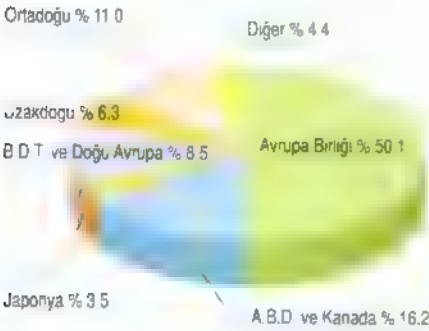 Ortadoğu % 11 0
Diğer % 4 4
Uzakdogu % 6.3
B D T ve Doğu Avrupa % 8 5
Avrupa Birliği % 50 1
Japonya % 3 5
A.B.D ve Kanada % 16.2